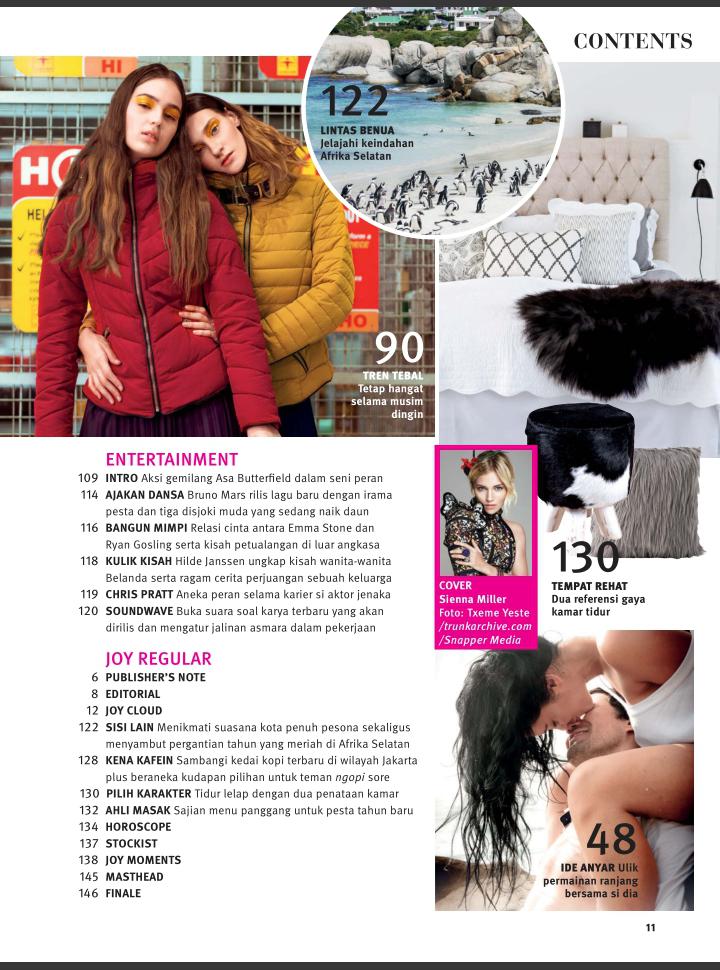 CONTENTS
122
LINTAS BENUA
Jelajahi keindahan
Afrika Selatan
HI
90
TREN TEBAL
Tetap hangat
selama musim
dingin
ENTERTAINMENT
109 INTRO Aksi gemilang Asa Butterfield dalam seni peran
114 AJAKAN DANSA Bruno Mars rilis lagu baru dengan irama
pesta dan tiga disjoki muda yang sedang naik daun
116 BANGUN MIMPI Relasi cinta antara Emma Stone dan
Ryan Gosling serta kisah petualangan di luar angkasa
118 KULIK KISAH Hilde Janssen ungkap kisah wanita-wanita
Belanda serta ragam cerita perjuangan sebuah keluarga
119 CHRIS PRATT Aneka peran selama karier si aktor jenaka
120 SOUNDWAVE Buka suara soal karya terbaru yang akan
dirilis dan mengatur jalinan asmara dalam pekerjaan
JOY REGULAR
6 PUBLISHER'S NOTE
8 EDITORIAL
12 JOY CLOUD
122 SISI LAIN Menikmati suasana kota penuh pesona sekaligus
menyambut pergantian tahun yang meriah di Afrika Selatan
128 KENA KAFEIN Sambangi kedai kopi terbaru di wilayah Jakarta
plus beraneka kudapan pilihan untuk teman ngopi sore
130 PILIH KARAKTER Tidur lelap dengan dua penataan kamar
132 AHLI MASAK Sajian menu panggang untuk pesta tahun baru
134 HOROSCOPE
137 STOCKIST
138 JOY MOMENTS
145 MASTHEAD
146 FINALE
COVER
Sienna Miller
Foto: Txeme Yeste
/trunkarchive.com
/Snapper Media
130
TEMPAT REHAT
Dua referensi gaya
kamar tidur
48
IDE ANYAR Ulik
permainan ranjang
bersama si dia
11